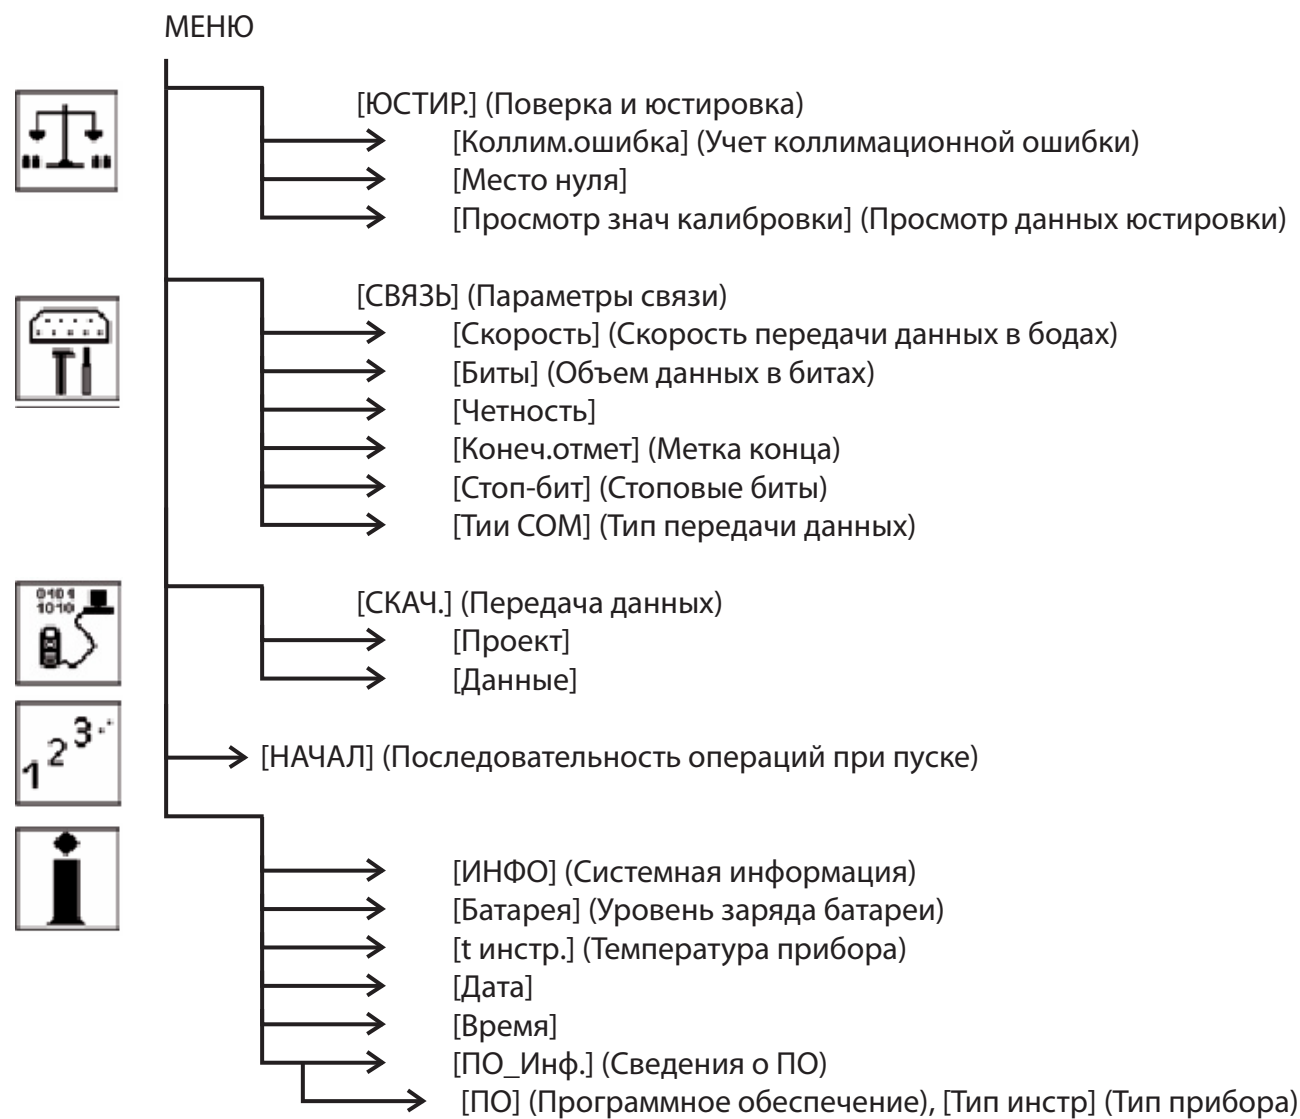 МЕНЮ
[ЮСТИР.] (Поверка и юстировка)
[Коллим.ошибка] (Учет коллимационной ошибки)
[Место нуля]
[Просмотр знач калибровки] (Просмотр данных юстировки)
[СВЯЗЬ] (Параметры связи)
[Скорость] (Скорость передачи данных в бодах)
[Биты] (Объем данных в битах)
[Четность]
[Конеч.отмет] (Метка конца)
[Стоп-бит] (Стоповые биты)
[Тии COM] (Тип передачи данных)
0101
1010
[СКАЧ.] (Передача данных)
[Проект]
[Данные]
1 2 3
[НАЧАЛ] (Последовательность операций при пуске)
i
[ИНФО] (Системная информация)
[Батарея] (Уровень заряда батареи)
[t инстр.] (Температура прибора)
[Дата]
[Время]
[ПО_Инф.] (Сведения о ПО)
[ПО] (Программное обеспечение), [Тип инстр] (Тип прибора)